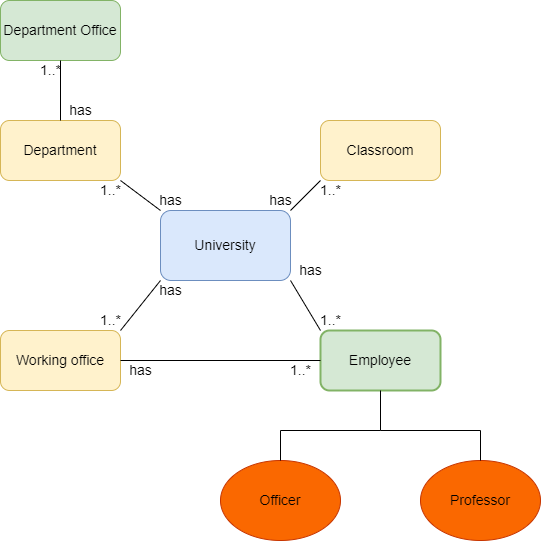 Department Office
1..*
has
Department
Classroom
1..*
1..*
has
has
University
has
has
1..*
1..*
Working office
Employee
has
1..*
Officer
Professor